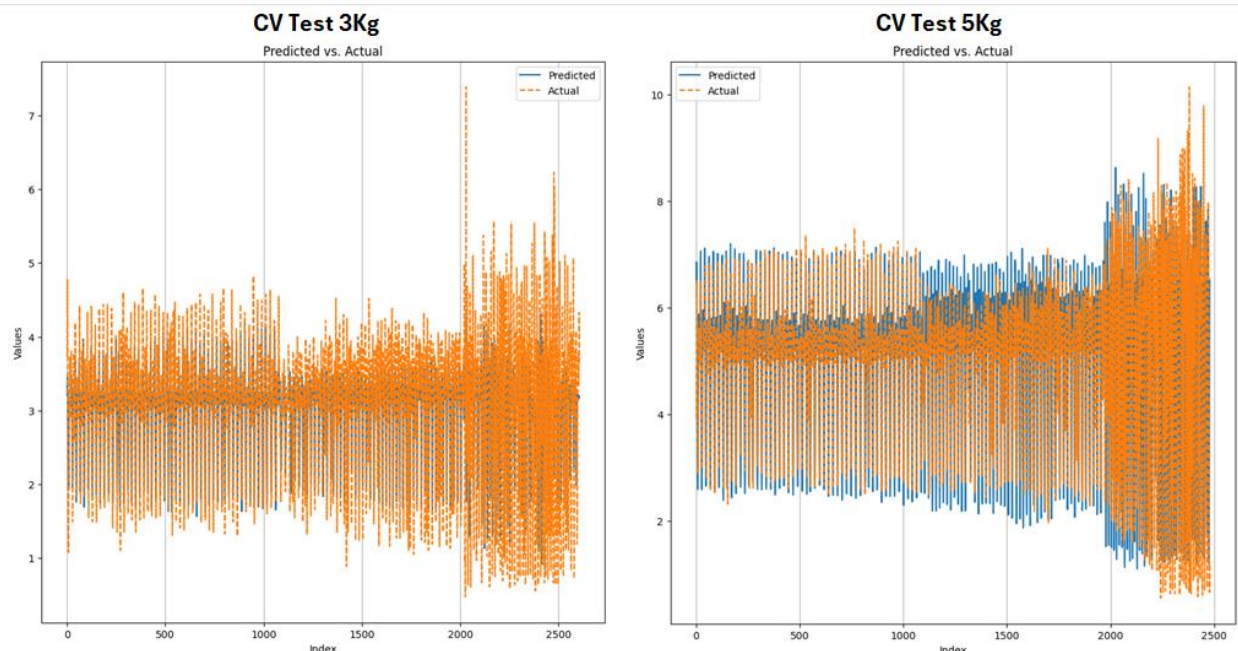 CV Test 3Kg
Predicted vs. Actual
Predicted
Actual
7
6
5
4
3
2
1
Values
0
500
1000
1500
2000
2500
Index
CV Test 5Kg
Predicted vs. Actual
Predicted
Actual
10
8
6
4
2
Values
0
500
1000
1500
2000
2500
Index